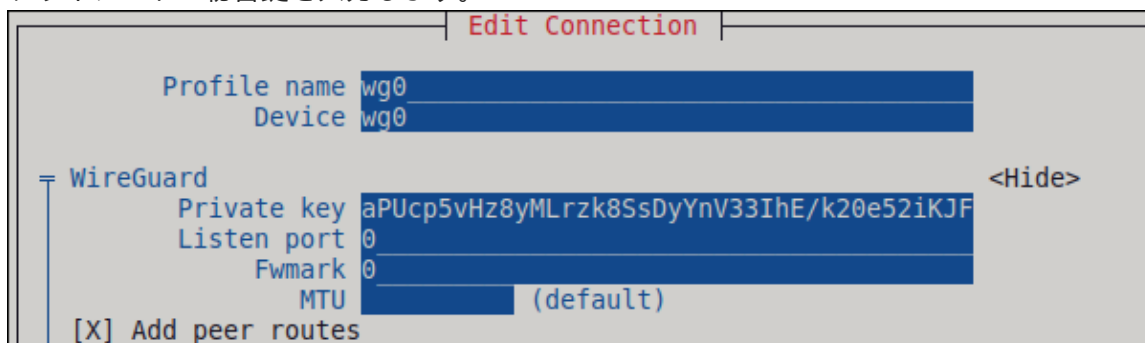 Edit Connection
Profile name wg0
Device wg0
WireGuard <Hide>
Private key aPUcp5vHz8yMLrzk8SsDyYnV33IhE/k20e52iKJF
Listen port 0
Fwmark 0
MTU (default)
[X] Add peer routes